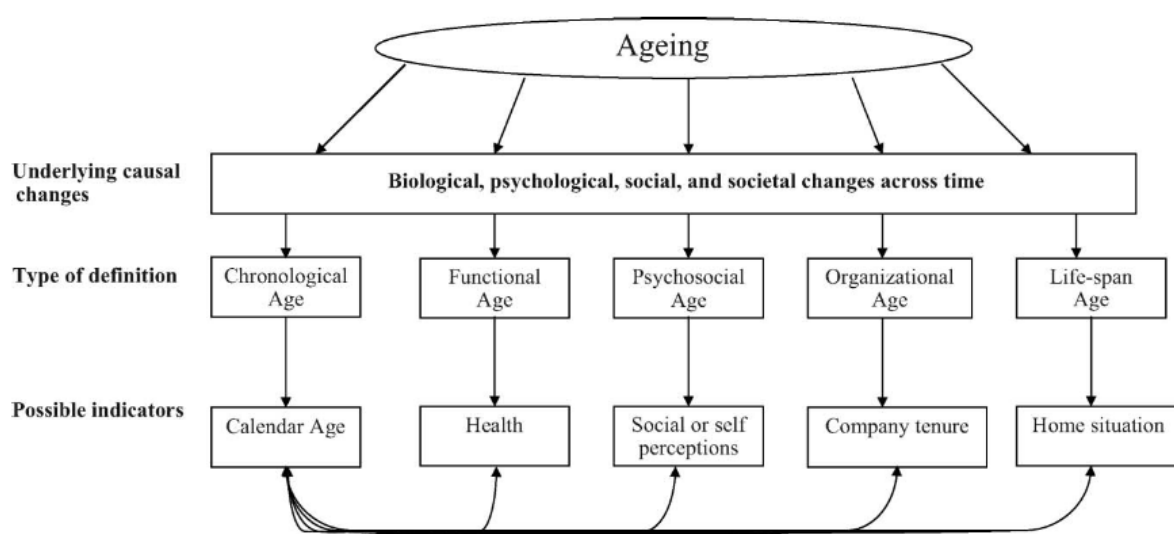 Ageing
Underlying causal
changes
Biological, psychological, social, and societal changes across time
Type of definition
Chronological
Age
Functional
Age
Psychosocial
Age
Organizational
Age
Life-span
Age
Possible indicators
Calendar Age
Health
Social or self
perceptions
Company tenure
Home situation